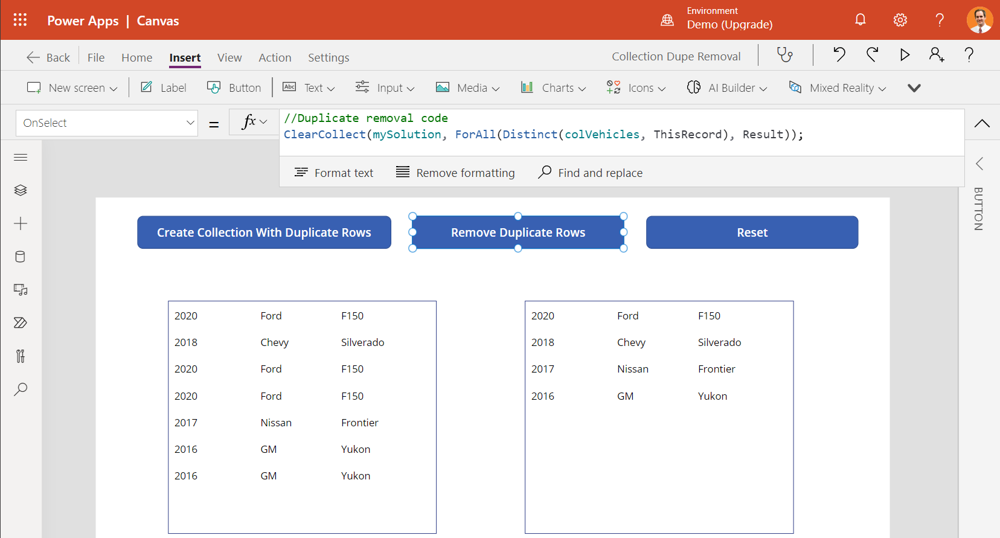 Power Apps | Canvas
Environment
Demo (Upgrade)
Back File Home Insert View Action Settings
Collection Dupe Removal
New screen Label Button Abc Text Input Media Charts Icons AI Builder Mixed Reality
OnSelect = fx
//Duplicate removal code
ClearCollect(mySolution, ForAll(Distinct(colVehicles, ThisRecord), Result));
Format text Remove formatting Find and replace
BUTTON
Create Collection With Duplicate Rows Remove Duplicate Rows Reset
2020 Ford F150
2018 Chevy Silverado
2020 Ford F150
2020 Ford F150
2017 Nissan Frontier
2016 GM Yukon
2016 GM Yukon
2020 Ford F150
2018 Chevy Silverado
2017 Nissan Frontier
2016 GM Yukon